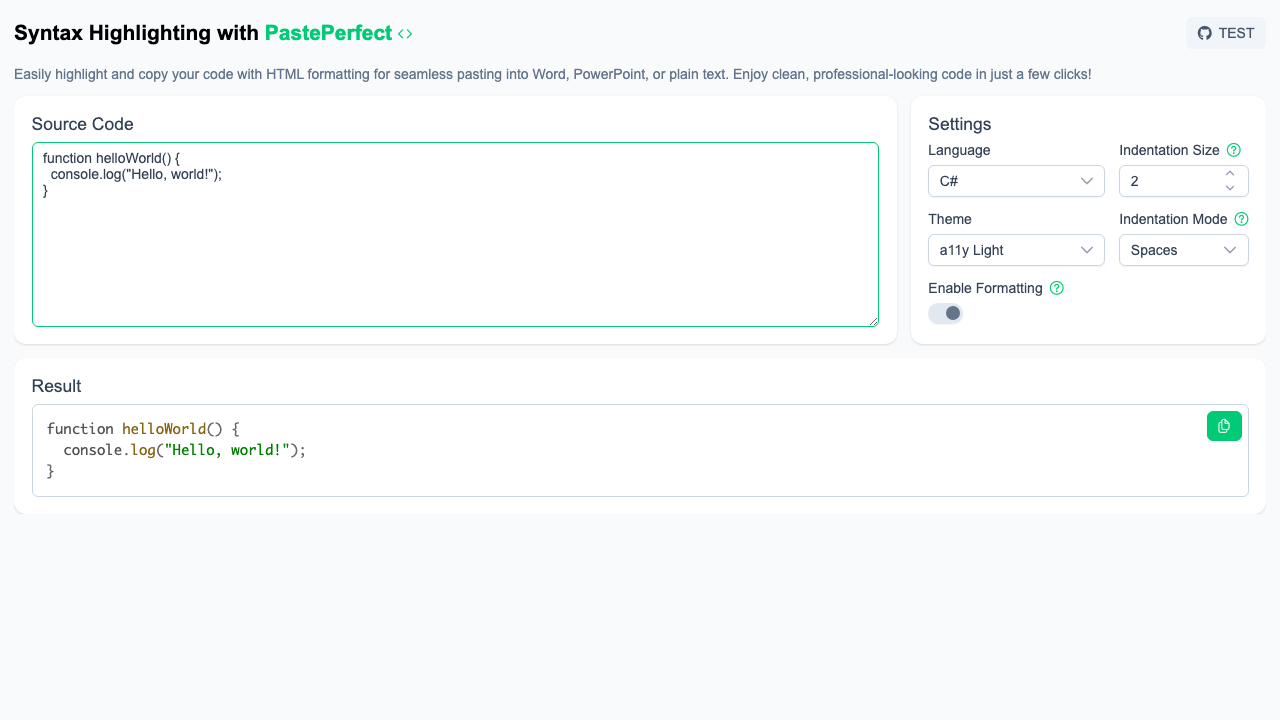 Syntax Highlighting with PastePerfect <>
TEST
Easily highlight and copy your code with HTML formatting for seamless pasting into Word, PowerPoint, or plain text. Enjoy clean, professional-looking code in just a few clicks!
Source Code
function helloWorld() {
  console.log("Hello, world!");
}
Settings
Language
Indentation Size ?
C#
2
Theme
Indentation Mode ?
a11y Light
Spaces
Enable Formatting ?
Result
function helloWorld() {
  console.log("Hello, world!");
}